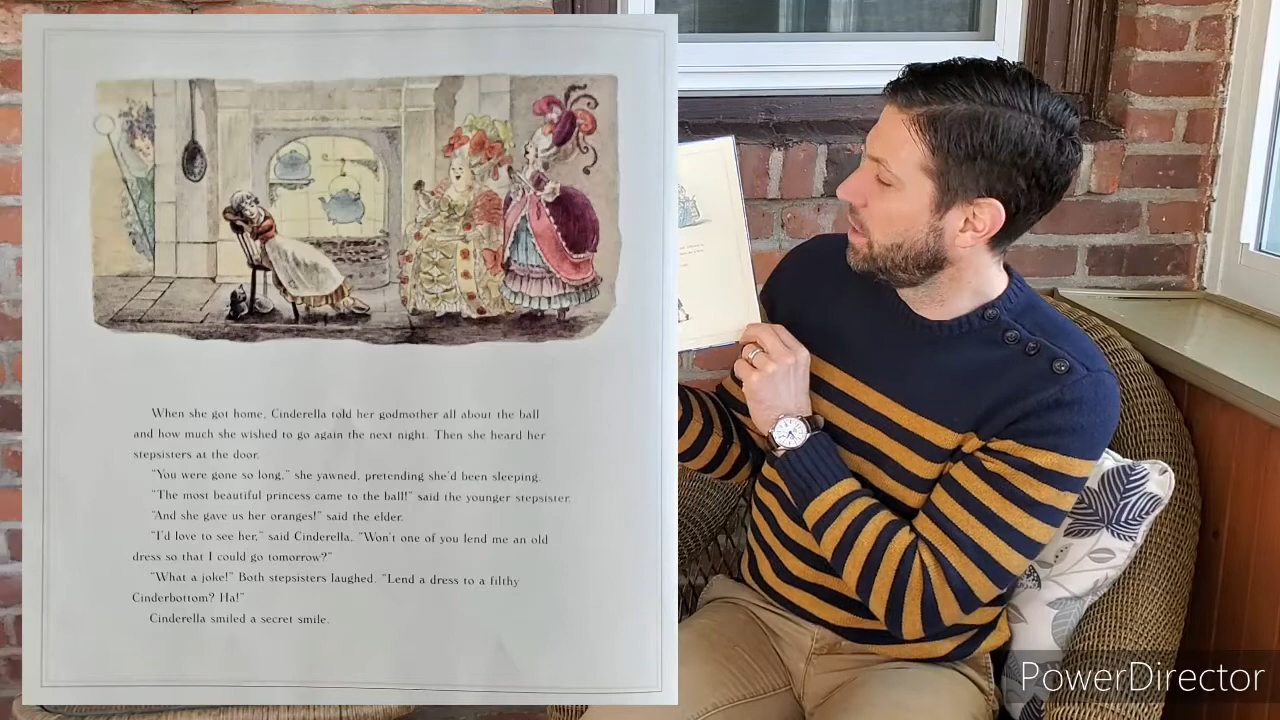 When she got home, Cinderella told her godmother all about the ball
and how much she wished to go again the next night. Then she heard her
stepsisters at the door.
"You were gone so long," she yawned, pretending she'd been sleeping.
"The most beautiful princess came to the ball!" said the younger stepsister.
"And she gave us her oranges!" said the elder.
"I'd love to see her," said Cinderella. "Won't one of you lend me an old
dress so that I could go tomorrow?"
"What a joke!" Both stepsisters laughed. "Lend a dress to a filthy
Cinderbottom? Ha!"
Cinderella smiled a secret smile.
PowerDirector